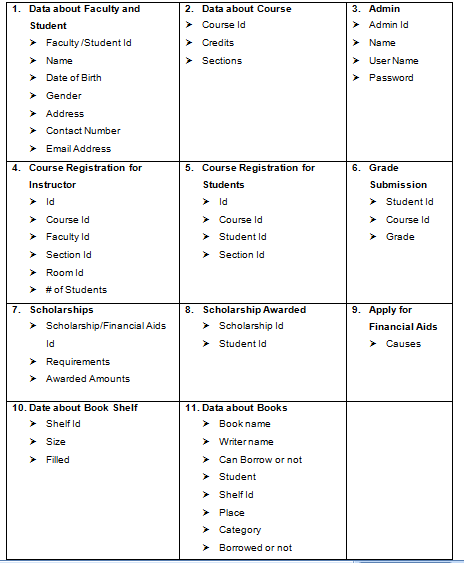 1. Data about Faculty and
Student
➢ Faculty/Student Id
➢ Name
➢ Date of Birth
➢ Gender
➢ Address
➢ Contact Number
➢ Email Address
2. Data about Course
➢ Course Id
➢ Credits
➢ Sections
3. Admin
➢ Admin Id
➢ Name
➢ User Name
➢ Password
4. Course Registration for
Instructor
➢ Id
➢ Course Id
➢ Faculty Id
➢ Section Id
➢ Room Id
➢ # of Students
5. Course Registration for
Students
➢ Id
➢ Course Id
➢ Student Id
➢ Section Id
6. Grade
Submission
➢ Student Id
➢ Course Id
➢ Grade
7. Scholarships
➢ Scholarship/Financial Aids
Id
➢ Requirements
➢ Awarded Amounts
8. Scholarship Awarded
➢ Scholarship Id
➢ Student Id
9. Apply for
Financial Aids
➢ Causes
10. Date about Book Shelf
➢ Shelf Id
➢ Size
➢ Filled
11. Data about Books
➢ Book name
➢ Writer name
➢ Can Borrow or not
➢ Student
➢ Shelf Id
➢ Place
➢ Category
➢ Borrowed or not